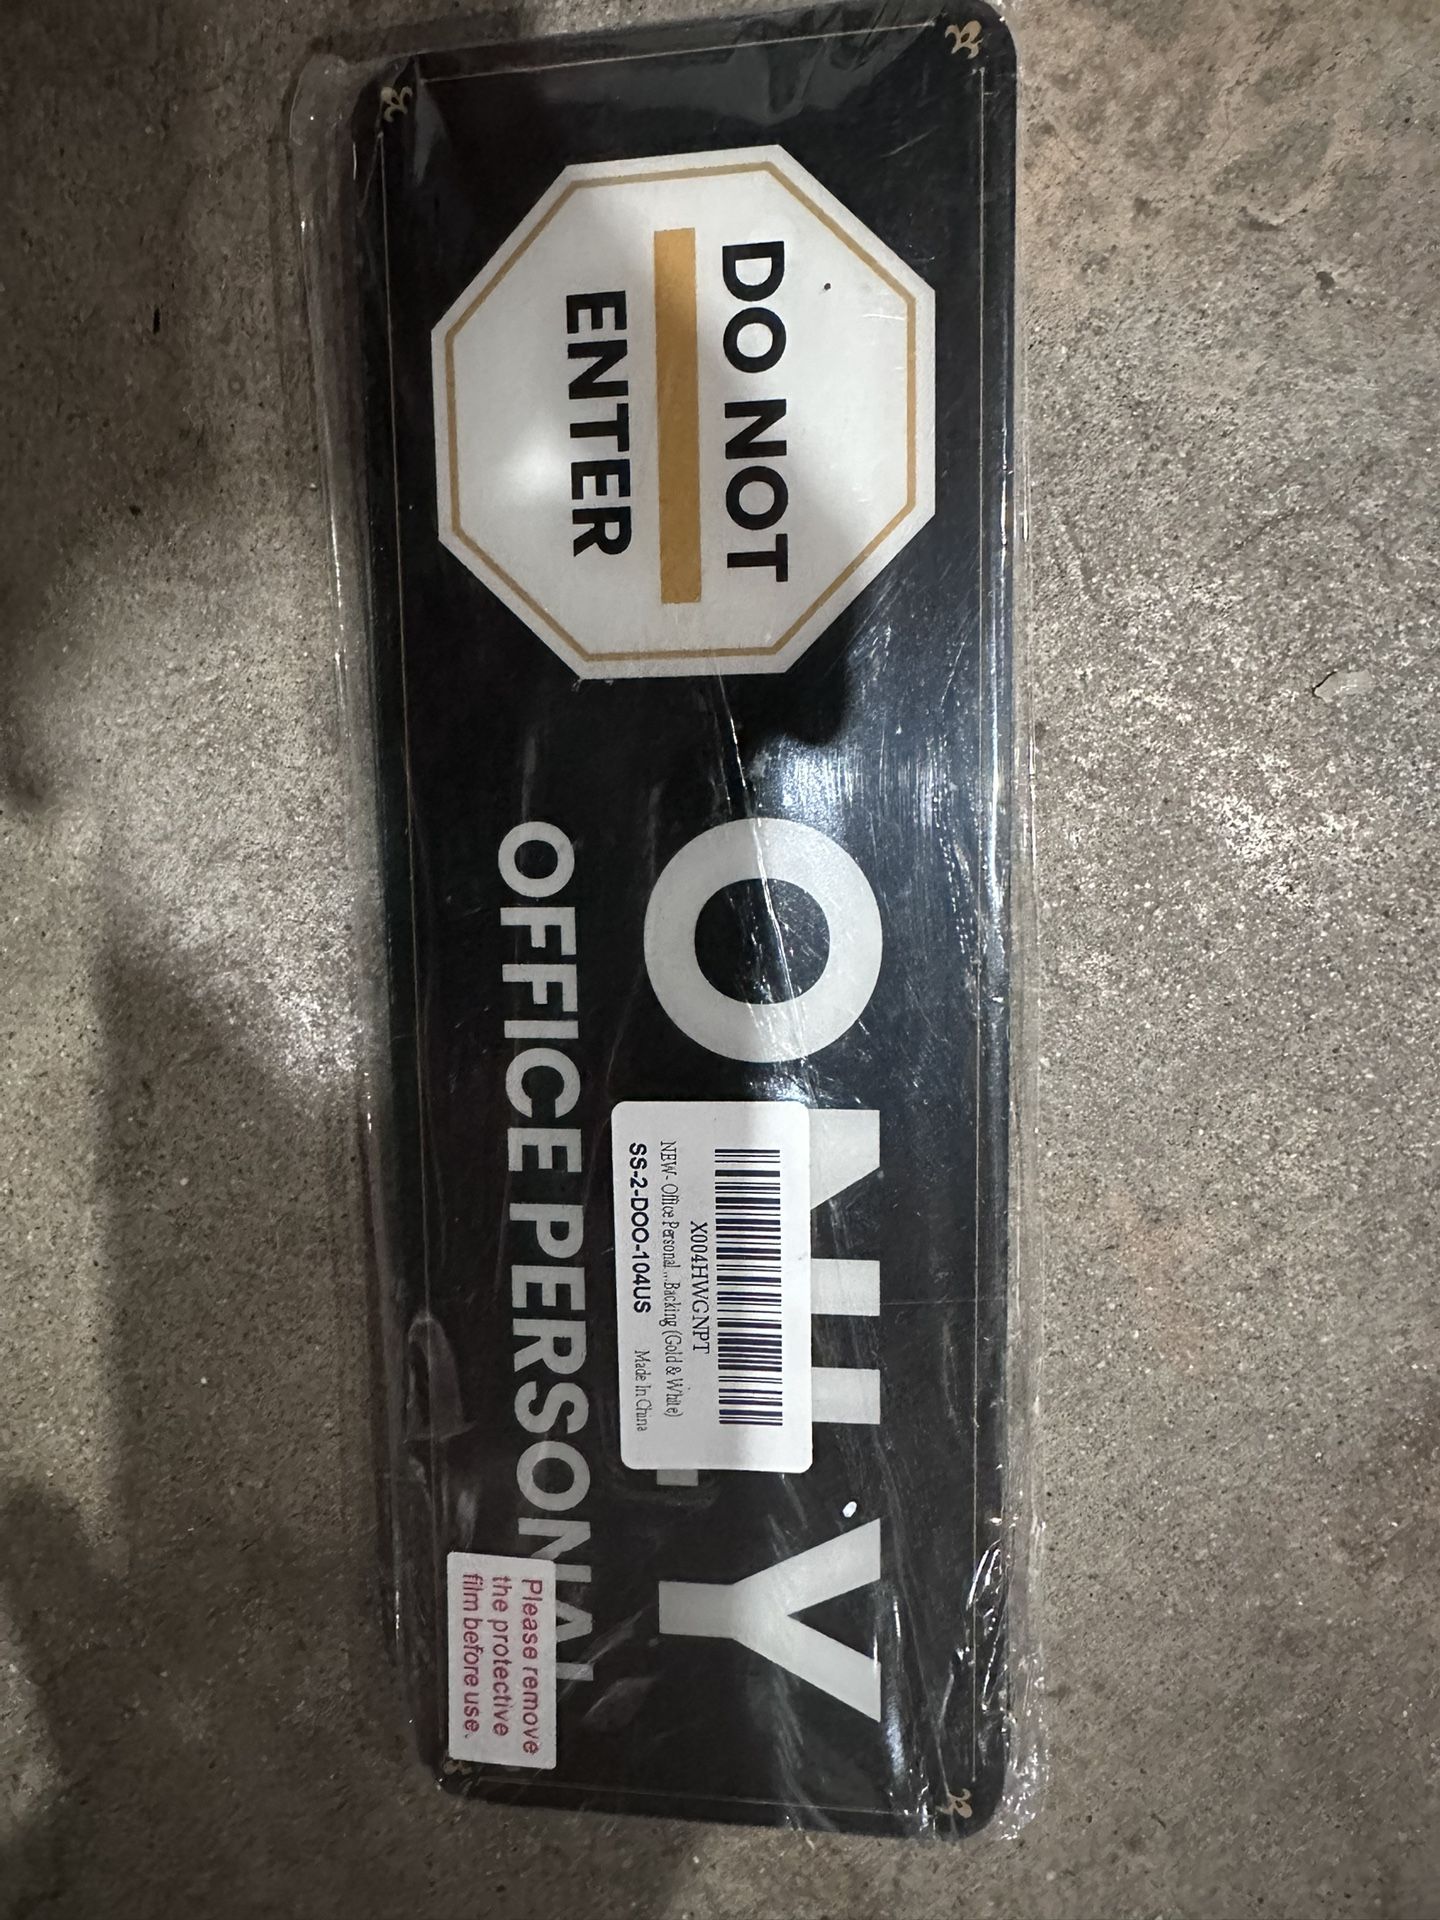 DO NOT
ENTER
ONLY
OFFICE PERSONAL
X004HWGNPT
NEW- Office Personal ...Backing (Gold & White)
SS-2-DOO-104US Made In China
Please remove
the protective
film before use.